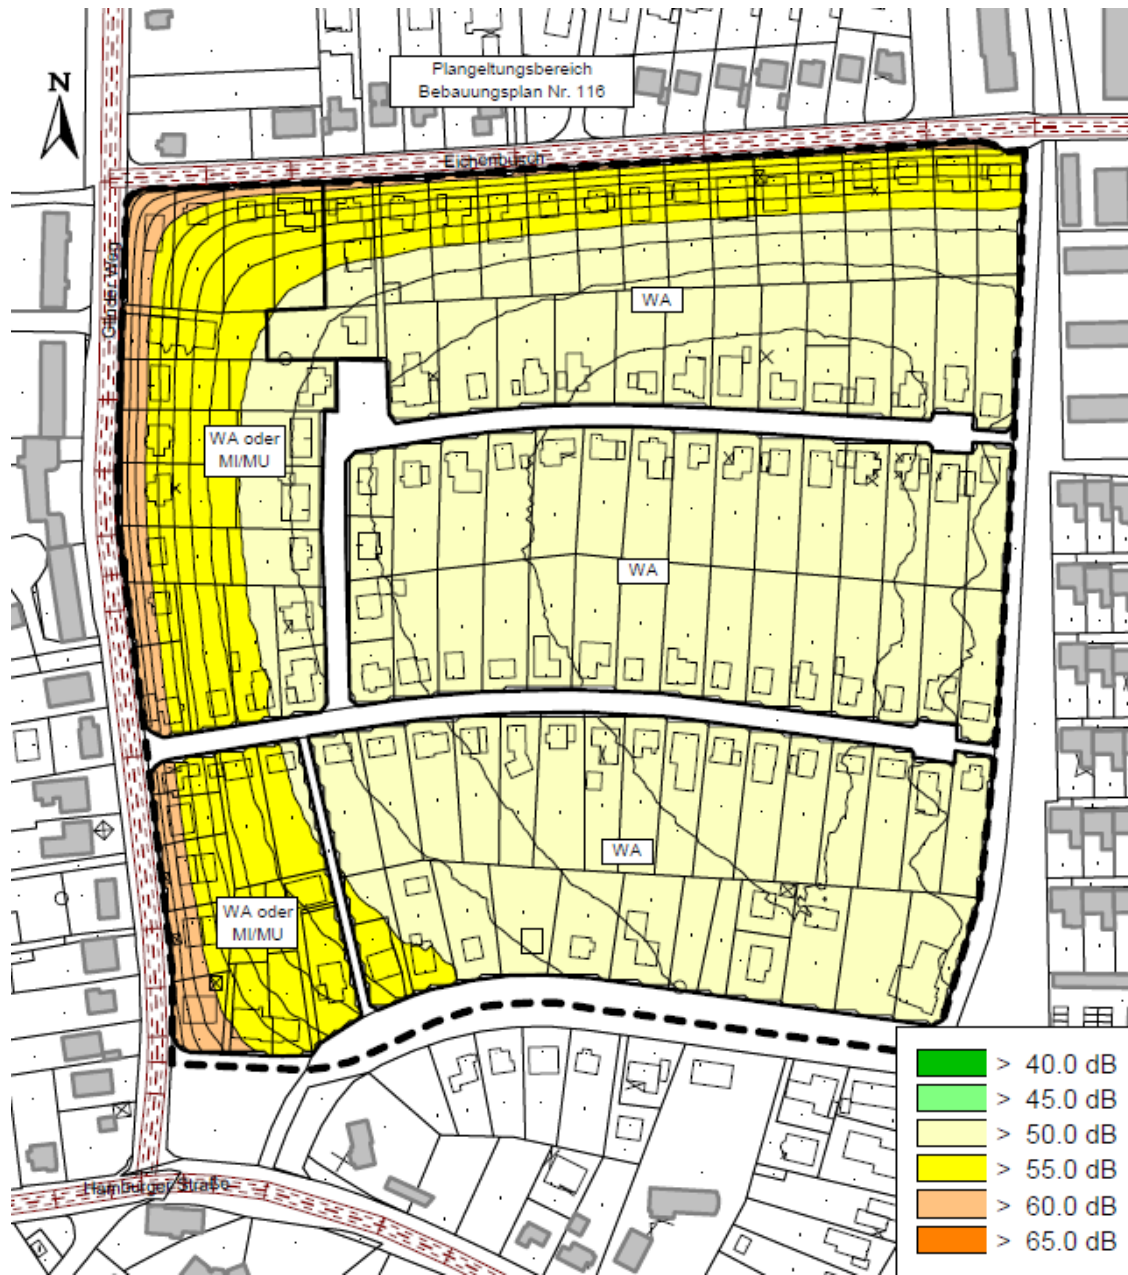 Plangeltungsbereich
Bebauungsplan Nr. 116
N
Eichenbusch
WA
WA oder
MI/MU
WA
WA
WA oder
MI/MU
Hamburger Straße
> 40.0 dB
> 45.0 dB
> 50.0 dB
> 55.0 dB
> 60.0 dB
> 65.0 dB